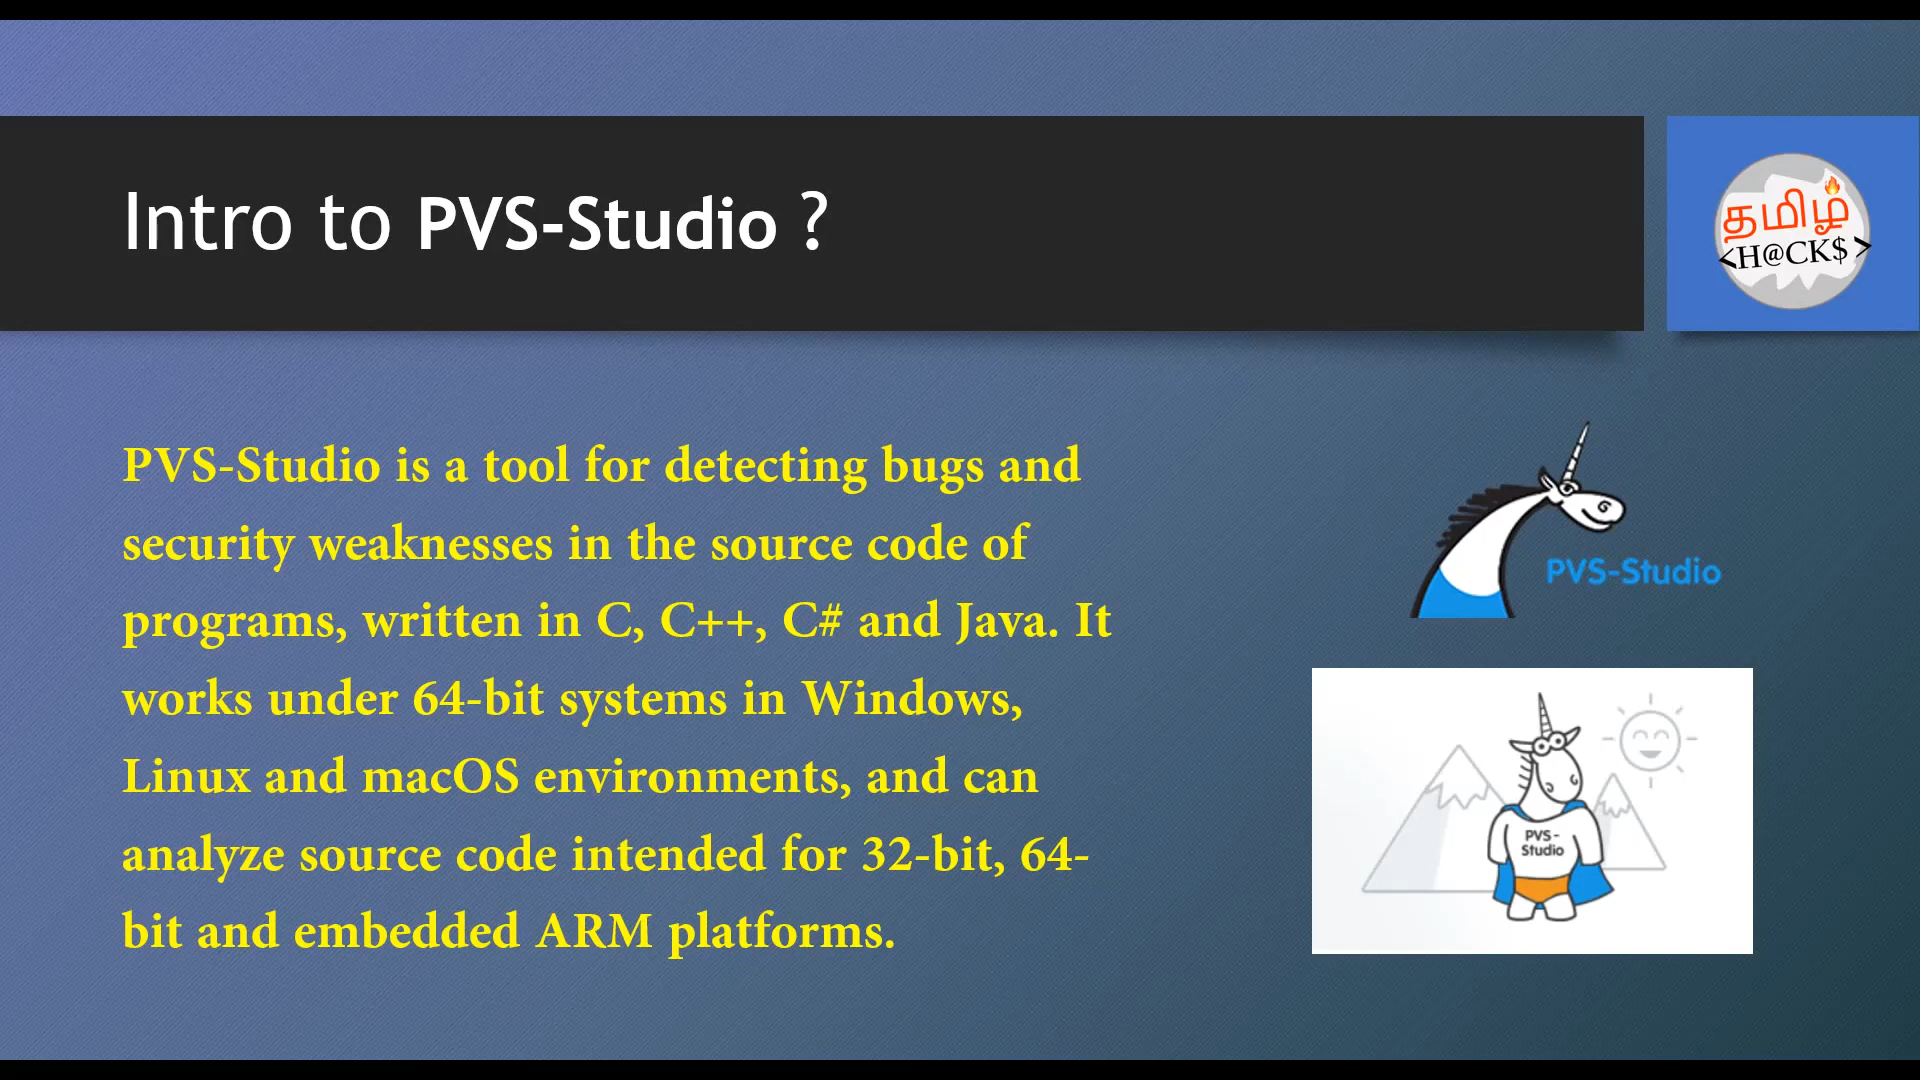 Intro to PVS-Studio ?
தமிழ்
<H@CK$>
PVS-Studio is a tool for detecting bugs and
security weaknesses in the source code of
programs, written in C, C++, C# and Java. It
works under 64-bit systems in Windows,
Linux and macOS environments, and can
analyze source code intended for 32-bit, 64-
bit and embedded ARM platforms.
PVS-Studio
PVS-
Studio